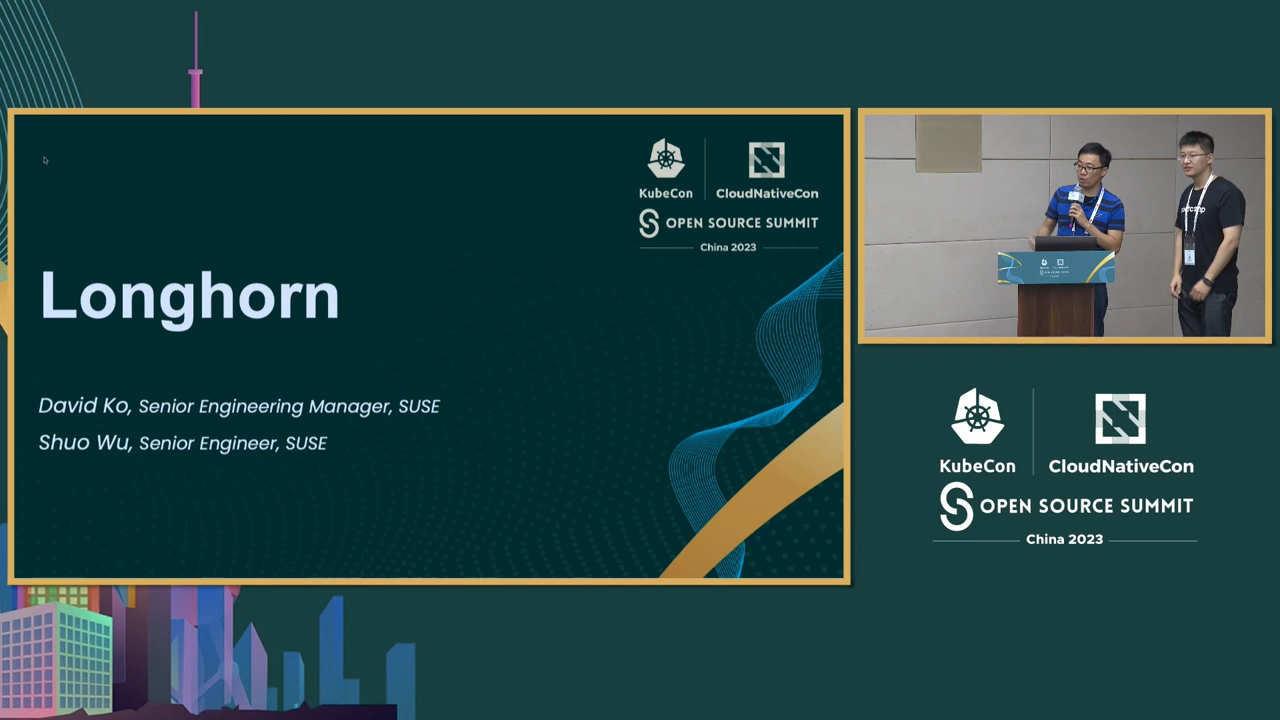 KubeCon
CloudNativeCon
OPEN SOURCE SUMMIT
China 2023
Longhorn
David Ko, Senior Engineering Manager, SUSE
Shuo Wu, Senior Engineer, SUSE
KubeCon
CloudNativeCon
OPEN SOURCE SUMMIT
China 2023